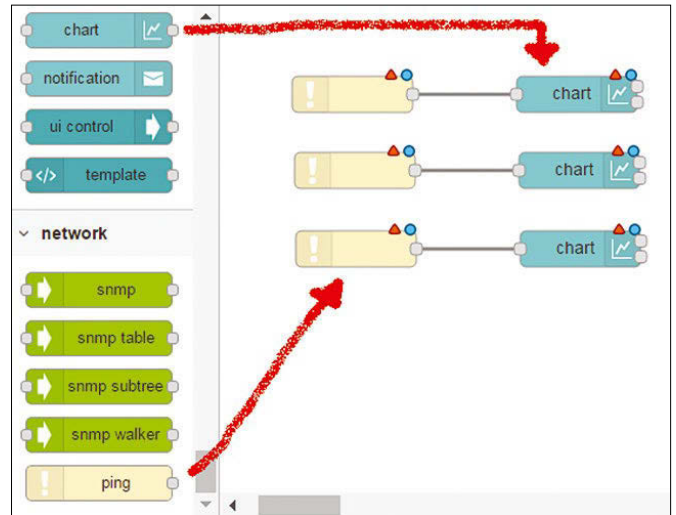 chart
notification
ui control
</> template
network
snmp
snmp table
snmp subtree
snmp walker
ping
chart
chart
chart